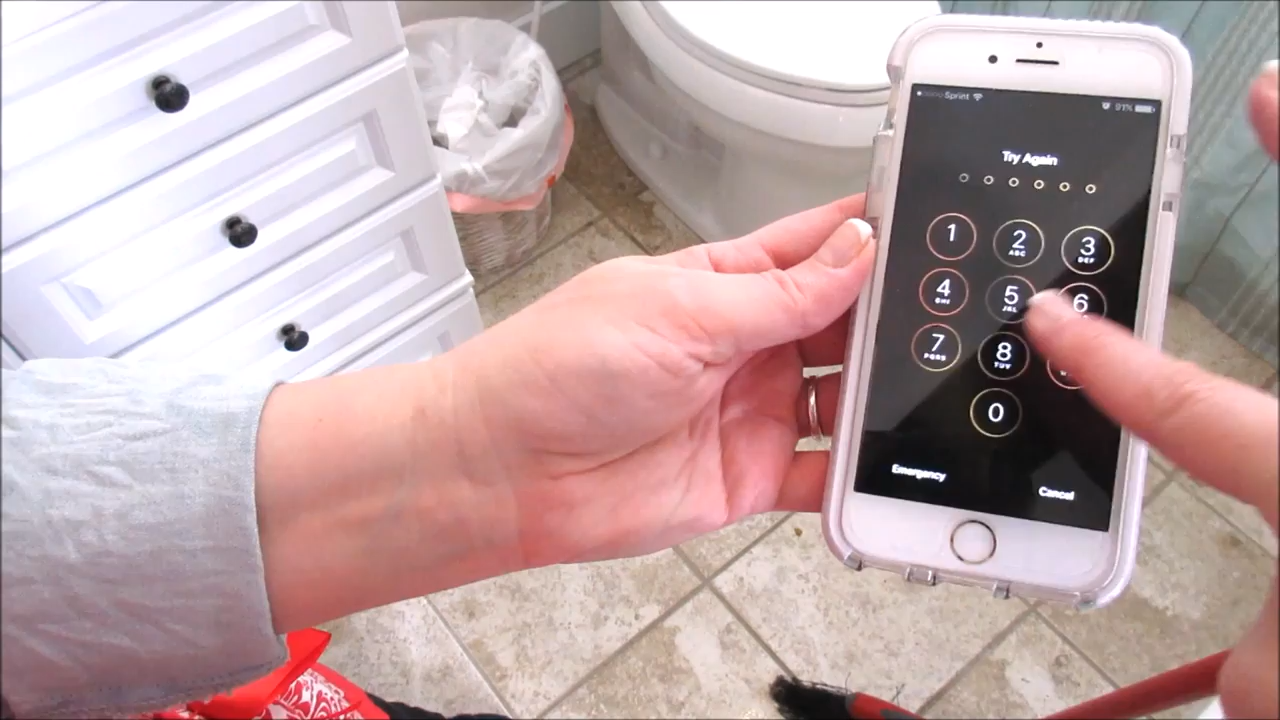 Sprint 91%
Try Again
1 2 3
ABC DEF
4 5 6
GHI JKL
7 8
PQRS TUV
0
Emergency
Cancel